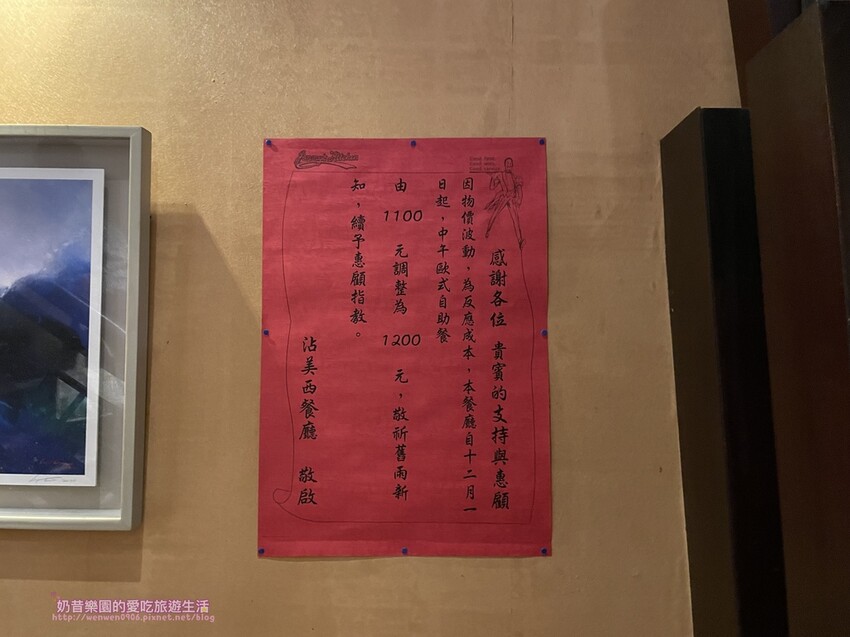 感謝各位 貴賓的支持與惠顧
因物價波動,為反應成本,本餐廳自十二月一
日起,中午歐式自助餐
由 1100 元調整為 1200 元,敬祈舊雨新
知,續予惠顧指教。
沾美西餐廳 敬啟
奶昔樂園的愛吃旅遊生活
http://wenwen0906.pixnet.net/blog